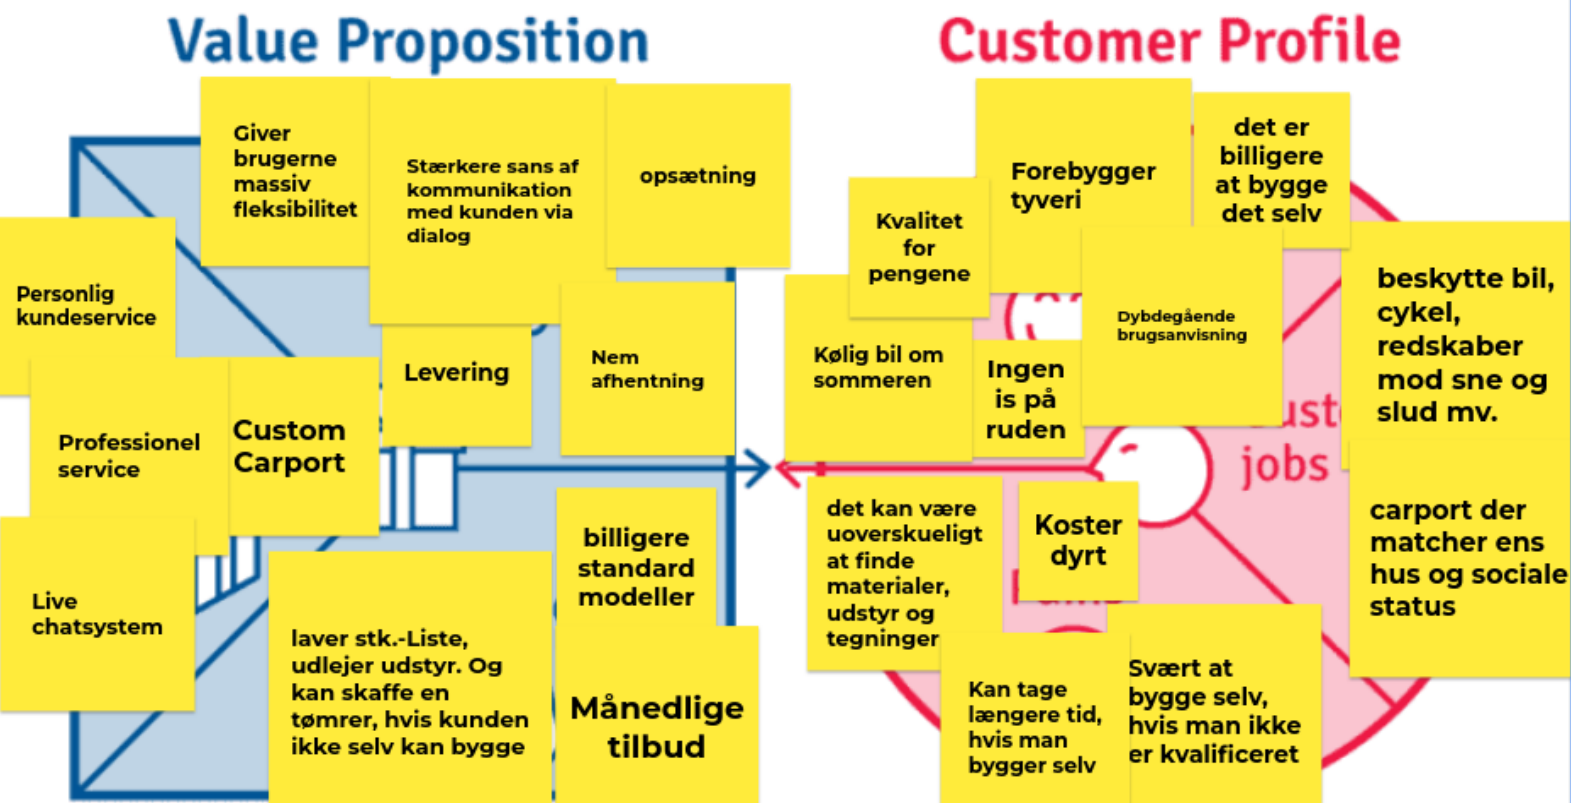 Value Proposition
Customer Profile
Giver
brugerne
massiv
fleksibilitet
Stærkere sans af
kommunikation
med kunden via
dialog
opsætning
Personlig
kundeservice
Levering
Nem
afhentning
Professionel
service
Custom
Carport
Live
chatsystem
laver stk.-Liste,
udlejer udstyr. Og
kan skaffe en
tømrer, hvis kunden
ikke selv kan bygge
billigere
standard
modeller
Månedlige
tilbud
Forebygger
tyveri
det er
billigere
at bygge
det selv
Kvalitet
for
pengene
Kølig bil om
sommeren
Ingen
is på
ruden
Dybdegående
brugsanvisning
beskytte bil,
cykel,
redskaber
mod sne og
slud mv.
jobs
carport der
matcher ens
hus og sociale
status
det kan være
uoverskueligt
at finde
materialer,
udstyr og
tegninger
Koster
dyrt
Kan tage
længere tid,
hvis man
bygger selv
Svært at
bygge selv,
hvis man ikke
er kvalificeret